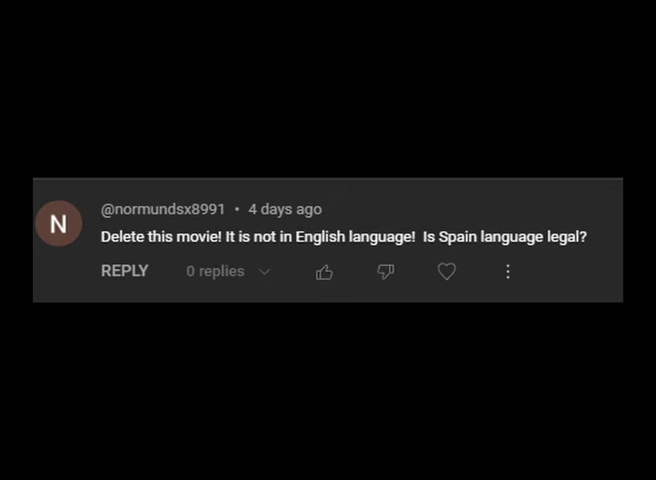 N
@normundsx8991 • 4 days ago
Delete this movie! It is not in English language!  Is Spain language legal?
REPLY 0 replies